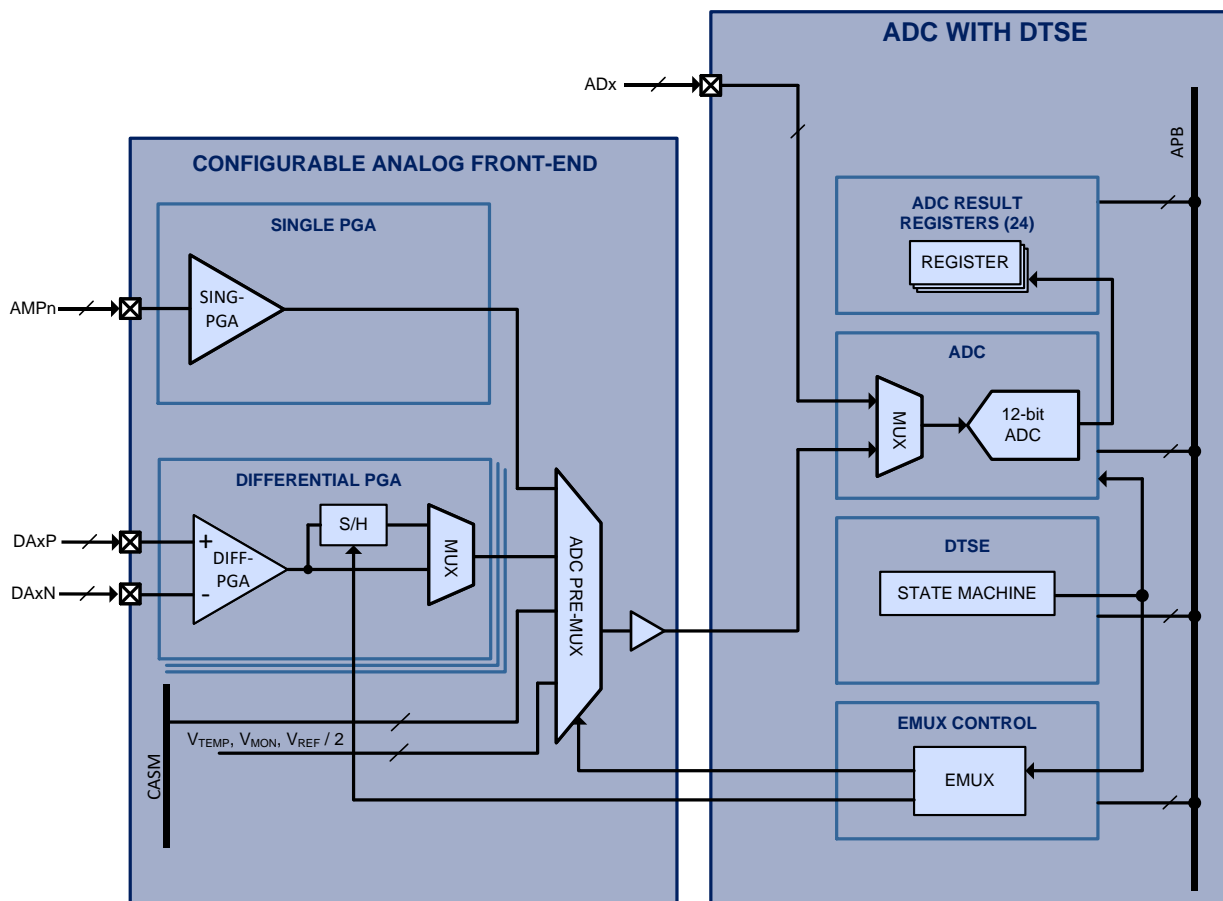 ADC WITH DTSE
ADx
APB
CONFIGURABLE ANALOG FRONT-END
SINGLE PGA
ADC RESULT
REGISTERS (24)
REGISTER
AMPn
SING-
PGA
ADC
MUX
12-bit
ADC
DIFFERENTIAL PGA
S/H
MUX
DAxP
+
DIFF-
PGA
-
DAxN
ADC PRE-MUX
DTSE
STATE MACHINE
CASM
VTEMP, VMON, VREF / 2
EMUX CONTROL
EMUX